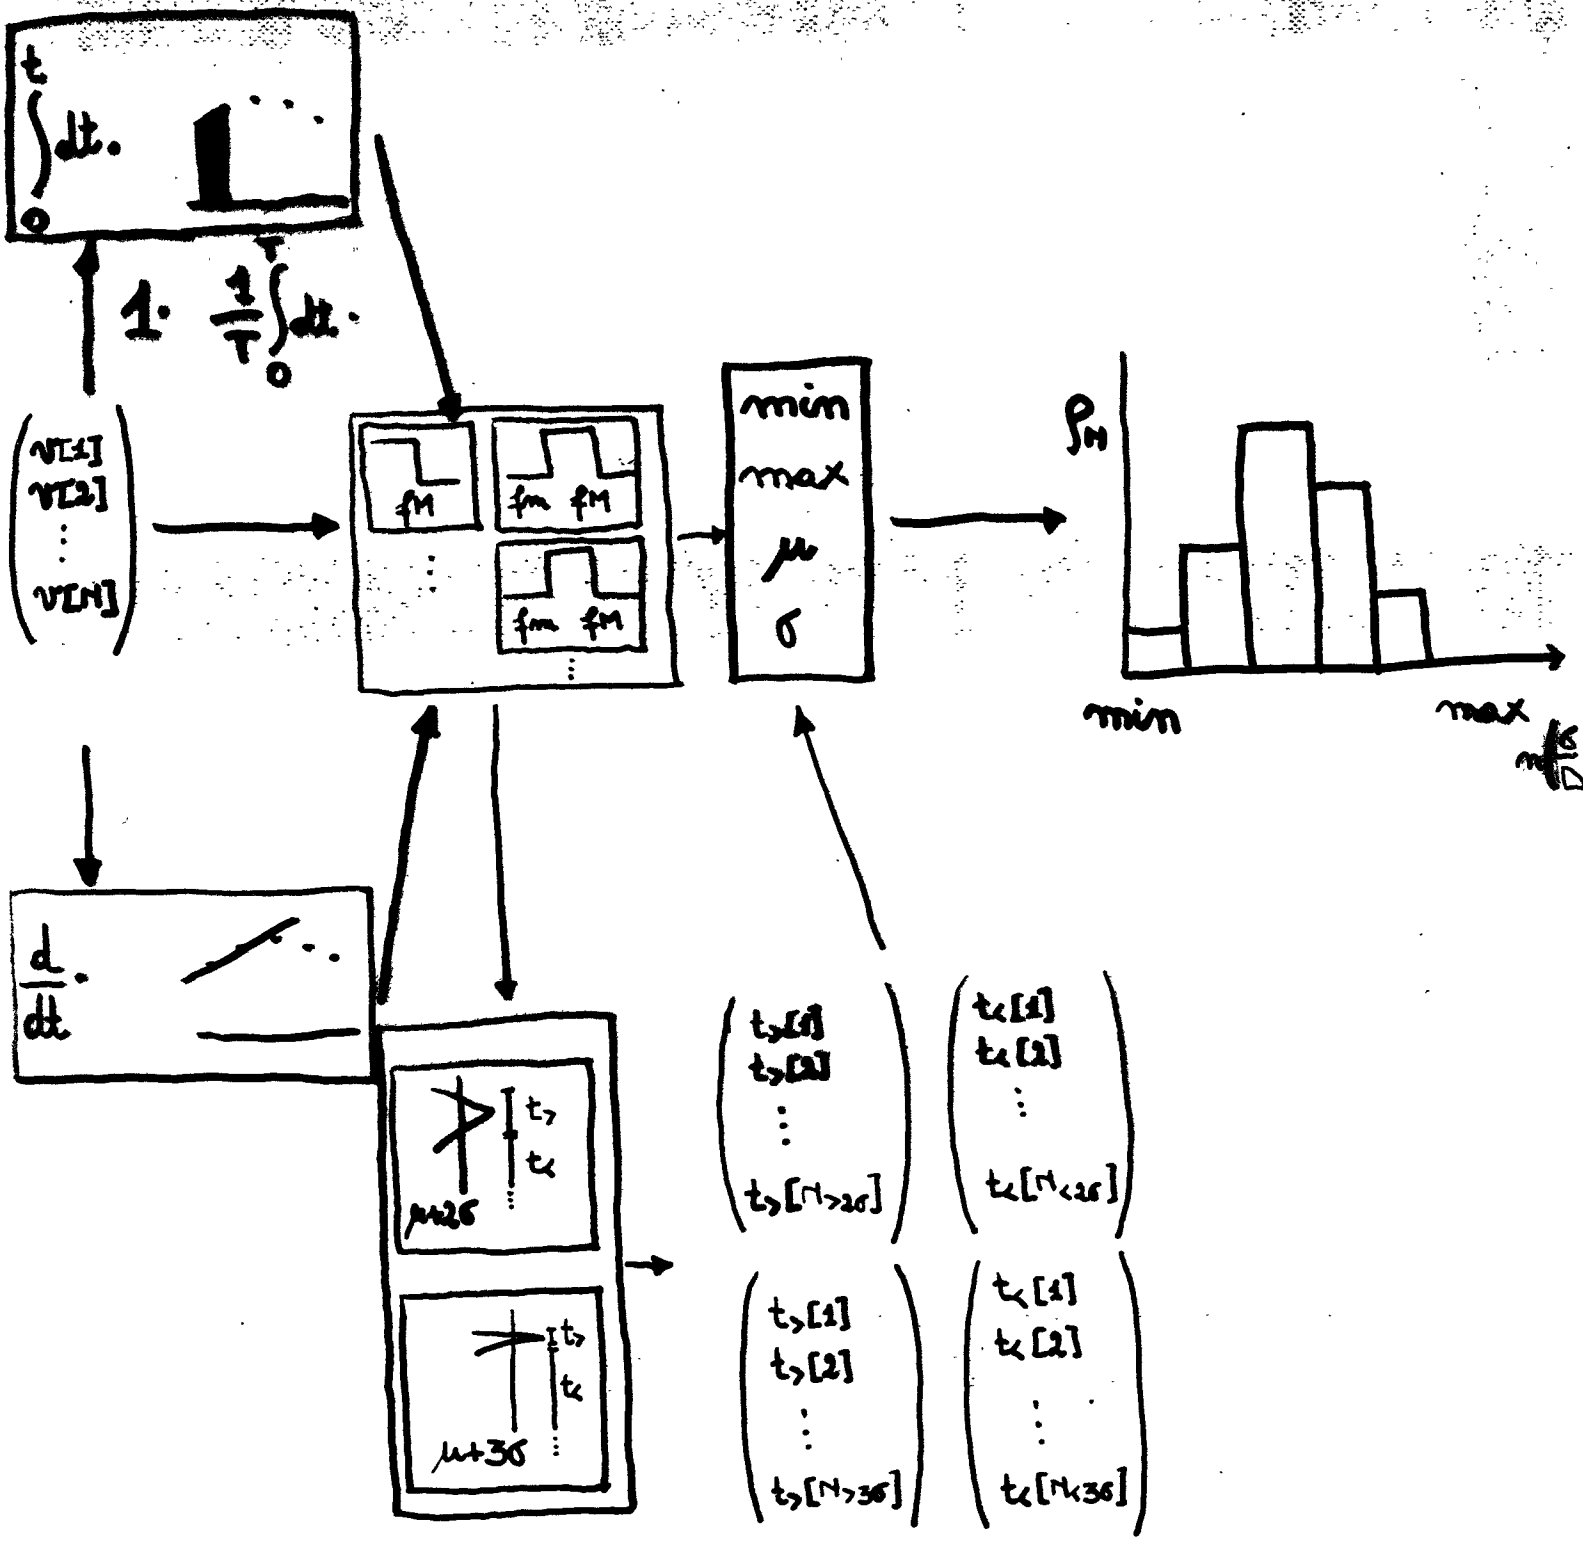 t
∫ dt.
0
1. 1/T ∫ dt.
T
0
v[1]
v[2]
⋮
v[N]
fM
fm fM
⋮
fm fM
⋮
min
max
μ
σ
ρN
min max
d/dt .
t> 
t<
⋮
μ+2σ
t>
t<
⋮
μ+3σ
t>[1]
t>[2]
⋮
t>[N>2σ]
t<[1]
t<[2]
⋮
t<[N<2σ]
t>[1]
t>[2]
⋮
t>[N>3σ]
t<[1]
t<[2]
⋮
t<[N<3σ]